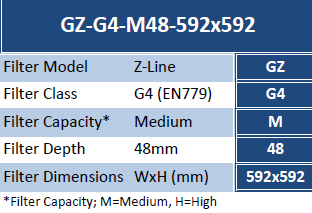 GZ-G4-M48-592x592
Filter Model Z-Line GZ
Filter Class G4 (EN779) G4
Filter Capacity* Medium M
Filter Depth 48mm 48
Filter Dimensions WxH (mm) 592x592
*Filter Capacity; M=Medium, H=High